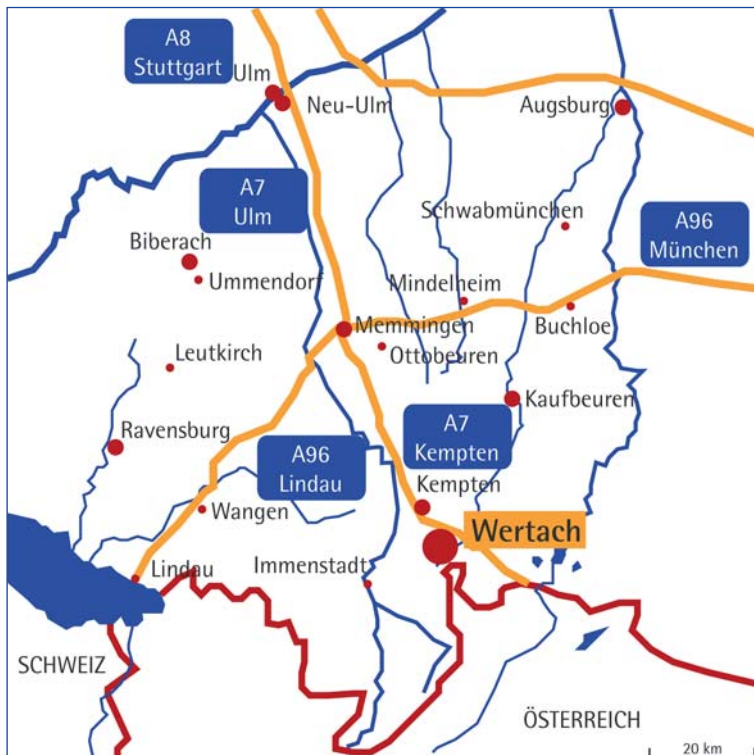 A8
Stuttgart
Ulm
Neu-Ulm
Augsburg
A7
Ulm
Schwabmünchen
A96
München
Biberach
Ummendorf
Mindelheim
Memmingen
Buchloe
Ottobeuren
Leutkirch
Kaufbeuren
A7
Kempten
Ravensburg
A96
Lindau
Kempten
Wangen
Wertach
Immenstadt
Lindau
SCHWEIZ
ÖSTERREICH
20 km